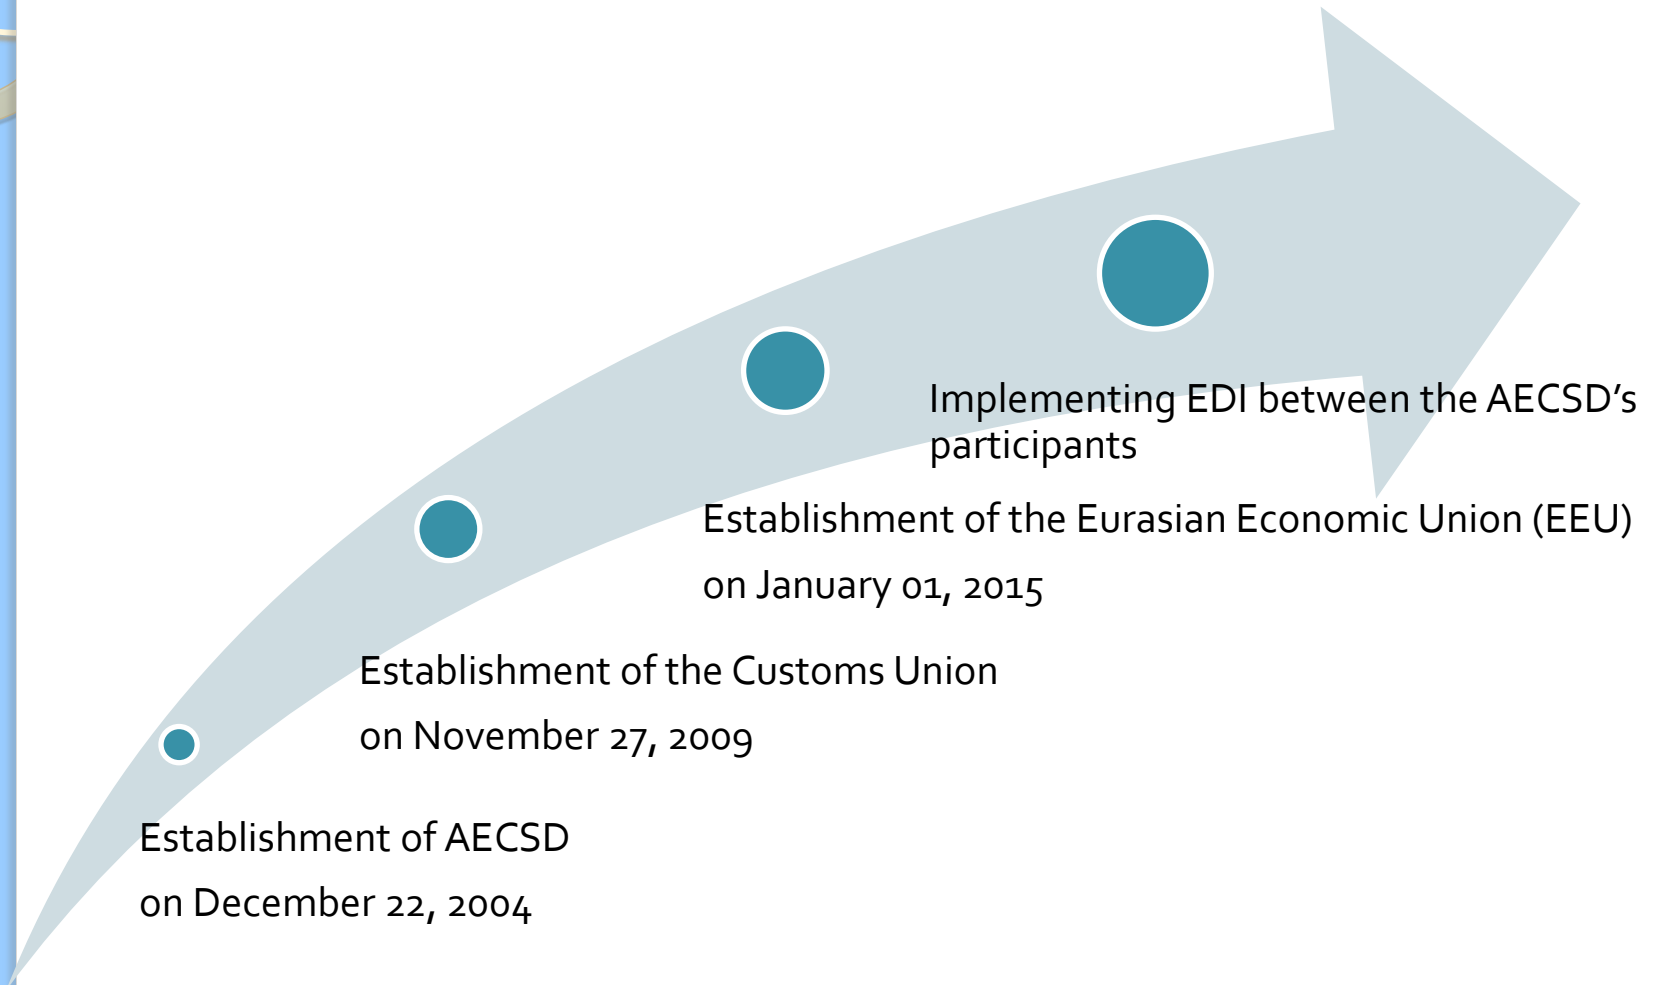 Implementing EDI between the AECSD’s
participants
Establishment of the Eurasian Economic Union (EEU)
on January 01, 2015
Establishment of the Customs Union
on November 27, 2009
Establishment of AECSD
on December 22, 2004